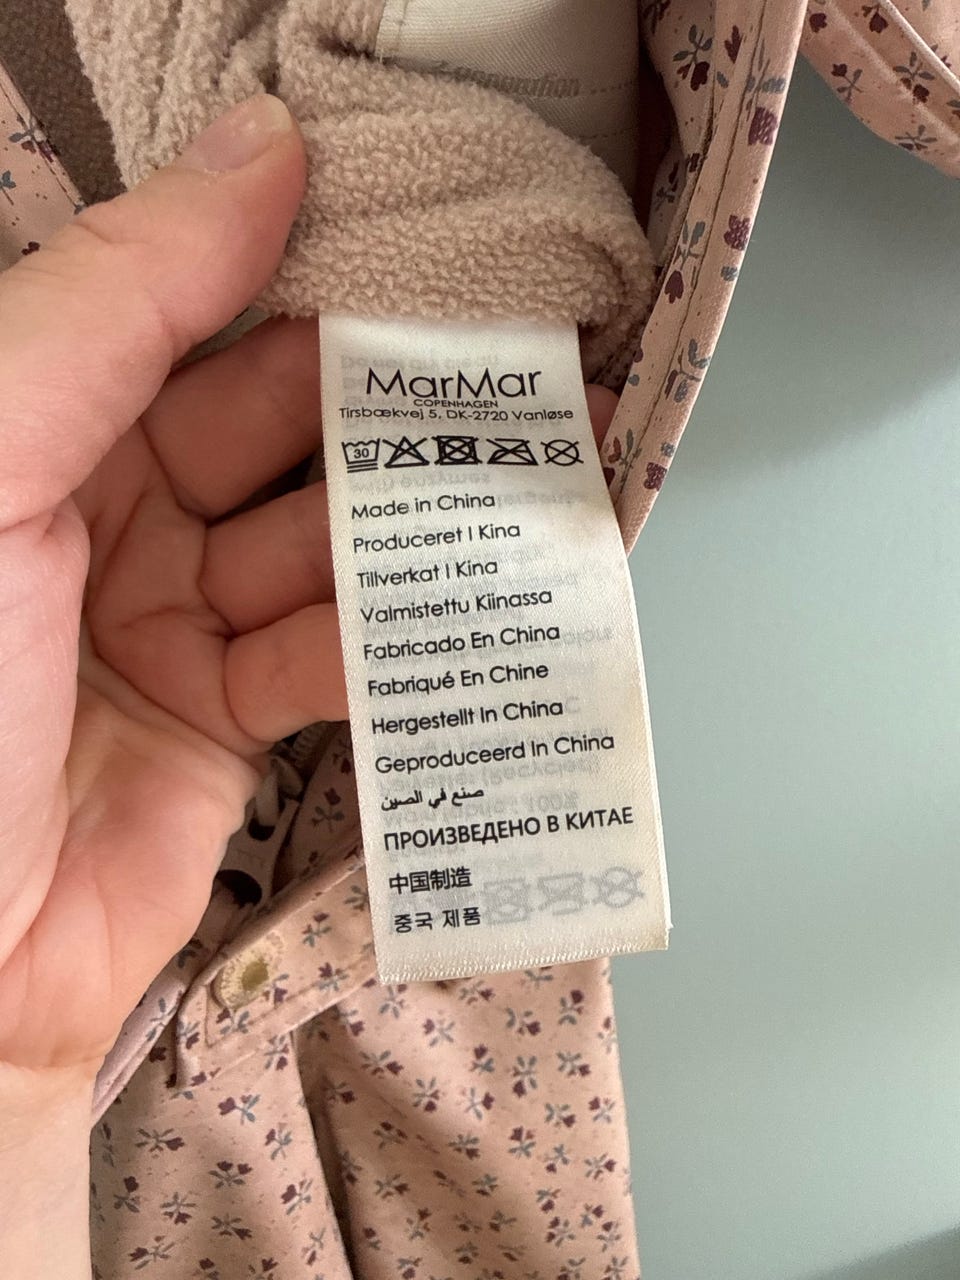 generation
MarMar
COPENHAGEN
Tirsbækvej 5, DK-2720 Vanløse
30
Made in China
Produceret I Kina
Tillverkat I Kina
Valmistettu Kiinassa
Fabricado En China
Fabriqué En Chine
Hergestellt In China
Geproduceerd In China
صنع في الصين
ПРОИЗВЕДЕНО В КИТАЕ
中国制造
중국 제품